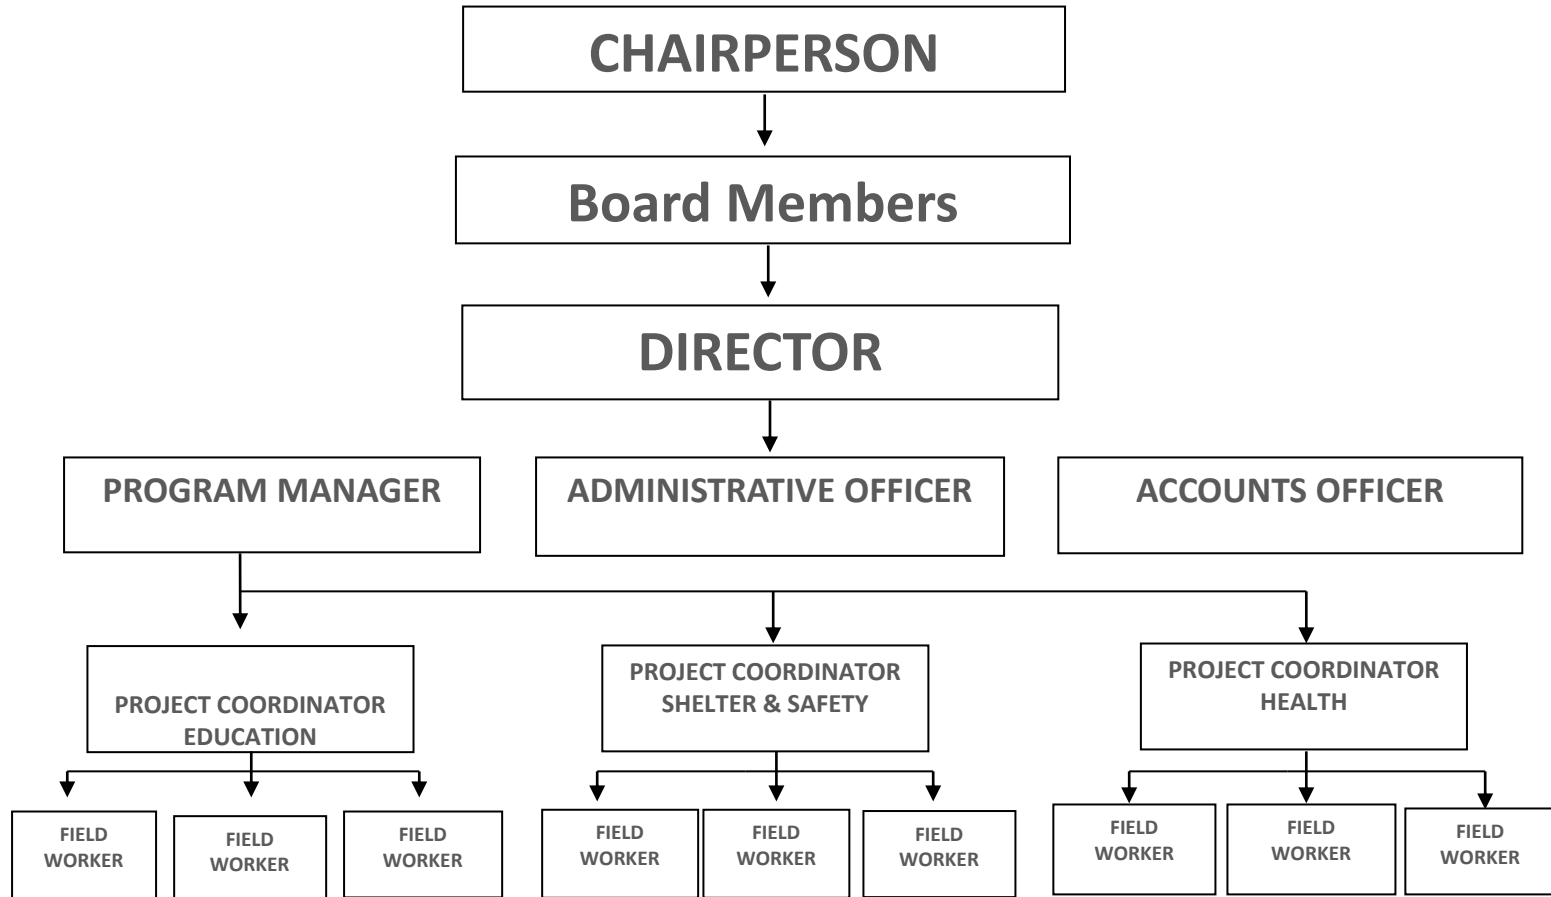 CHAIRPERSON
Board Members
DIRECTOR
PROGRAM MANAGER
ADMINISTRATIVE OFFICER
ACCOUNTS OFFICER
PROJECT COORDINATOR
EDUCATION
PROJECT COORDINATOR
SHELTER & SAFETY
PROJECT COORDINATOR
HEALTH
FIELD
WORKER
FIELD
WORKER
FIELD
WORKER
FIELD
WORKER
FIELD
WORKER
FIELD
WORKER
FIELD
WORKER
FIELD
WORKER
FIELD
WORKER